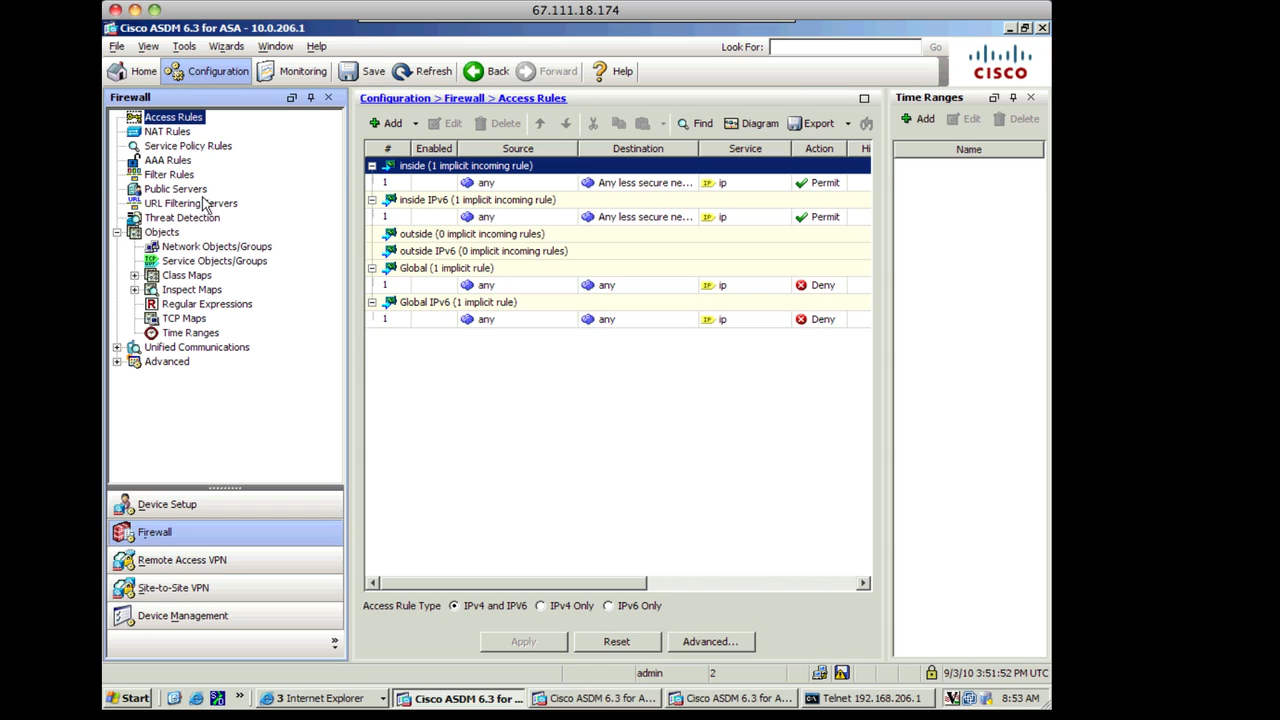 67.111.18.174
Cisco ASDM 6.3 for ASA - 10.0.206.1
File View Tools Wizards Window Help Look For: Go
Home Configuration Monitoring Save Refresh Back Forward Help
CISCO
Firewall
Access Rules
NAT Rules
Service Policy Rules
AAA Rules
Filter Rules
Public Servers
URL Filtering Servers
Threat Detection
Objects
Network Objects/Groups
Service Objects/Groups
Class Maps
Inspect Maps
Regular Expressions
TCP Maps
Time Ranges
Unified Communications
Advanced
Device Setup
Firewall
Remote Access VPN
Site-to-Site VPN
Device Management
Configuration > Firewall > Access Rules
Add Edit Delete Find Diagram Export
# Enabled Source Destination Service Action Hi
inside (1 implicit incoming rule)
1 any Any less secure ne... IP ip Permit
inside IPv6 (1 implicit incoming rule)
1 any Any less secure ne... IP ip Permit
outside (0 implicit incoming rules)
outside IPv6 (0 implicit incoming rules)
Global (1 implicit rule)
1 any any IP ip Deny
Global IPv6 (1 implicit rule)
1 any any IP ip Deny
Access Rule Type IPv4 and IPv6 IPv4 Only IPv6 Only
Apply Reset Advanced...
Time Ranges
Add Edit Delete
Name
admin 2 9/3/10 3:51:52 PM UTC
Start 3 Internet Explorer Cisco ASDM 6.3 for ... Cisco ASDM 6.3 for A... Cisco ASDM 6.3 for A... Telnet 192.168.206.1 8:53 AM